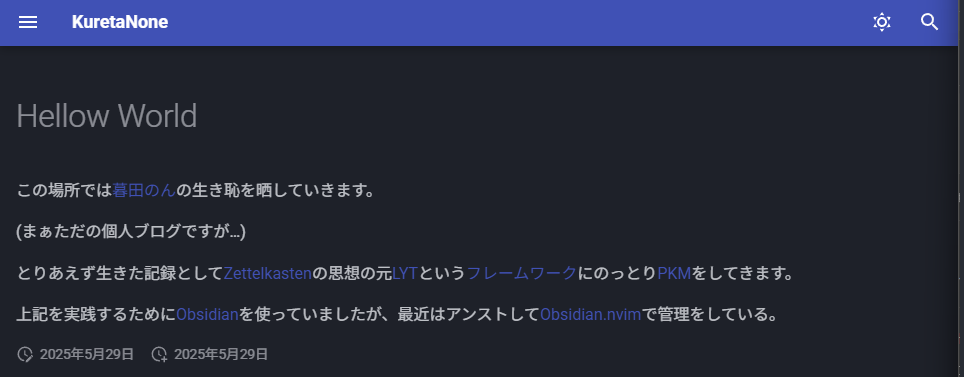 KuretaNone
Hellow World
この場所では暮田のんの生き恥を晒していきます。
(まぁただの個人ブログですが…)
とりあえず生きた記録としてZettelkastenの思想の元LYTというフレームワークにのっとりPKMをしてきます。
上記を実践するためにObsidianを使っていましたが、最近はアンストしてObsidian.nvimで管理をしている。
2025年5月29日 2025年5月29日